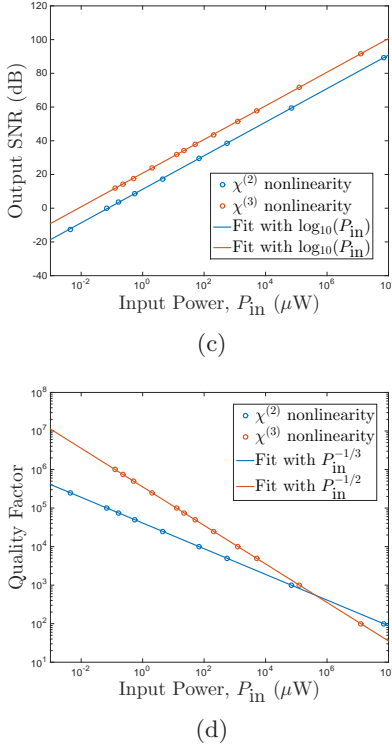 120
100
80
60
40
20
0
-20
-40
Output SNR (dB)
χ(2) nonlinearity
χ(3) nonlinearity
Fit with log10(Pin)
Fit with log10(Pin)
10-2 100 102 104 106 108
Input Power, Pin (μW)
(c)
108
107
106
105
104
103
102
101
Quality Factor
χ(2) nonlinearity
χ(3) nonlinearity
Fit with Pin-1/3
Fit with Pin-1/2
10-2 100 102 104 106 108
Input Power, Pin (μW)
(d)